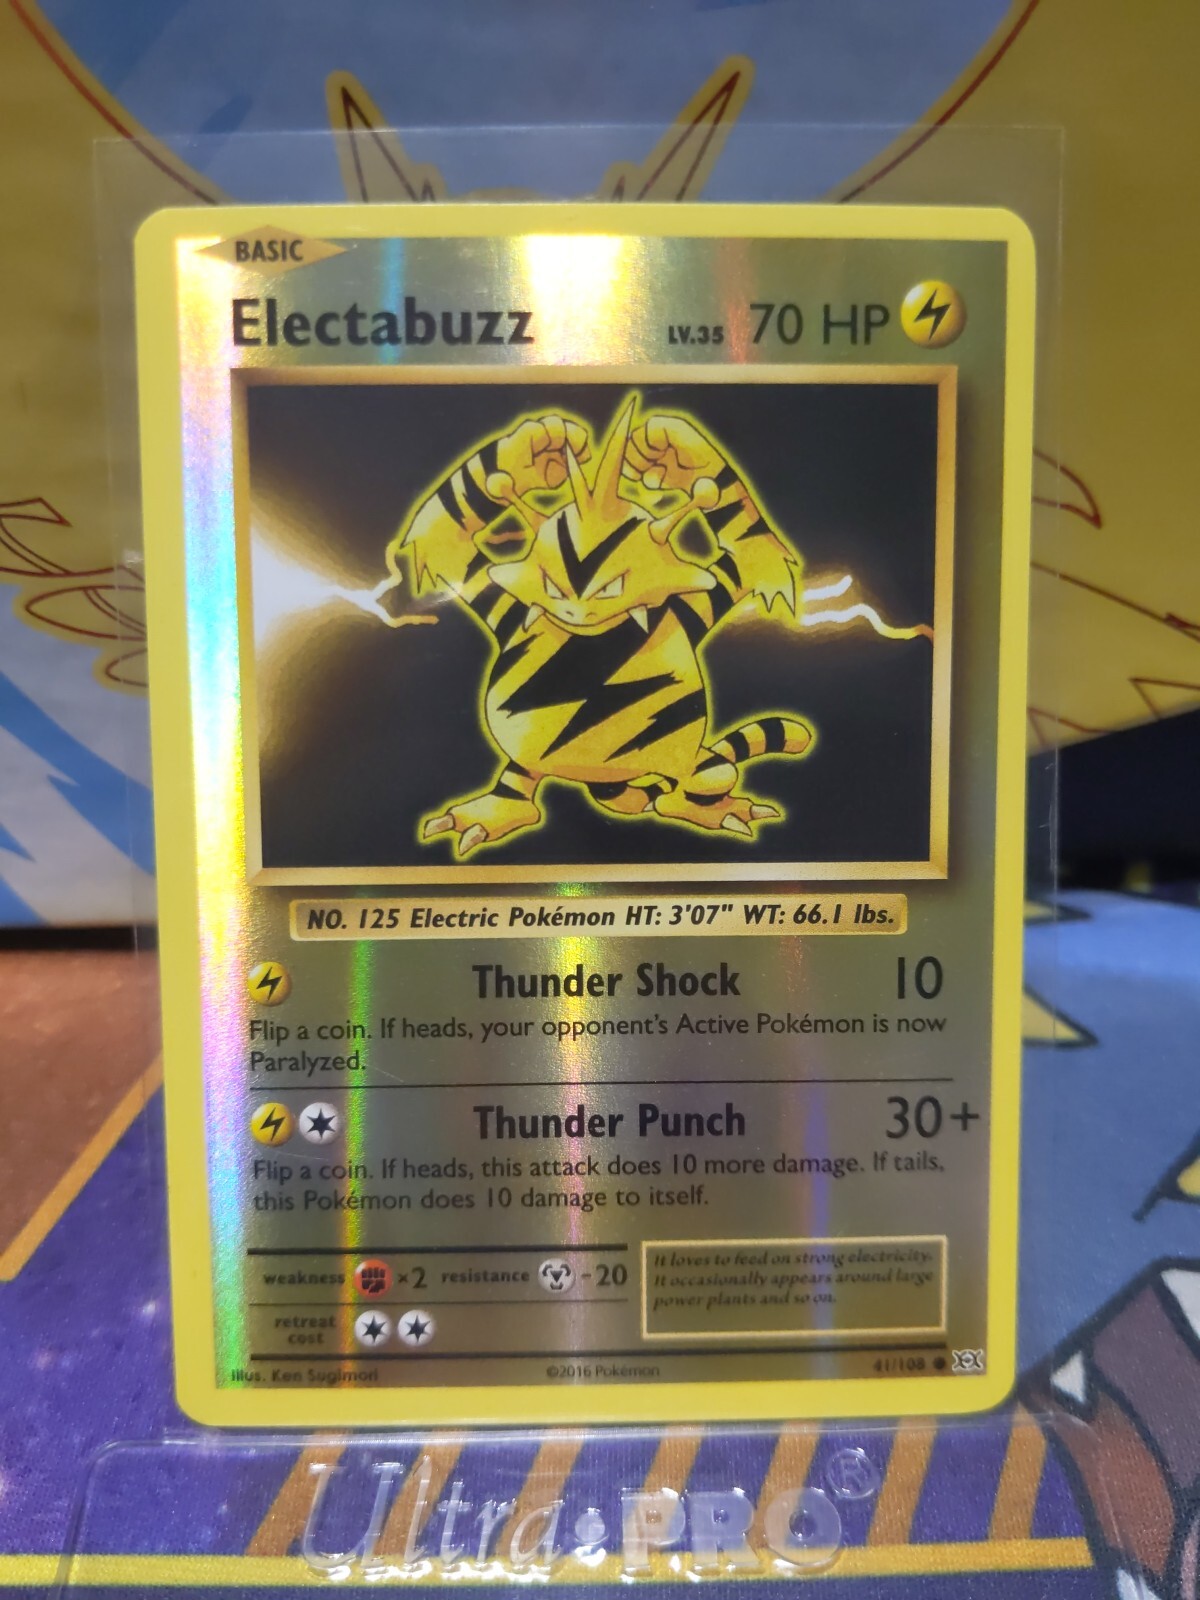 BASIC
Electabuzz LV.35 70 HP
NO. 125 Electric Pokémon HT: 3'07" WT: 66.1 lbs.
Thunder Shock 10
Flip a coin. If heads, your opponent's Active Pokémon is now
Paralyzed.
Thunder Punch 30+
Flip a coin. If heads, this attack does 10 more damage. If tails,
this Pokémon does 10 damage to itself.
weakness ×2 resistance -20
retreat
cost
It loves to feed on strong electricity.
It occasionally appears around large
power plants and so on.
Illus. Ken Sugimori ©2016 Pokémon 41/108
Ultra•PRO®